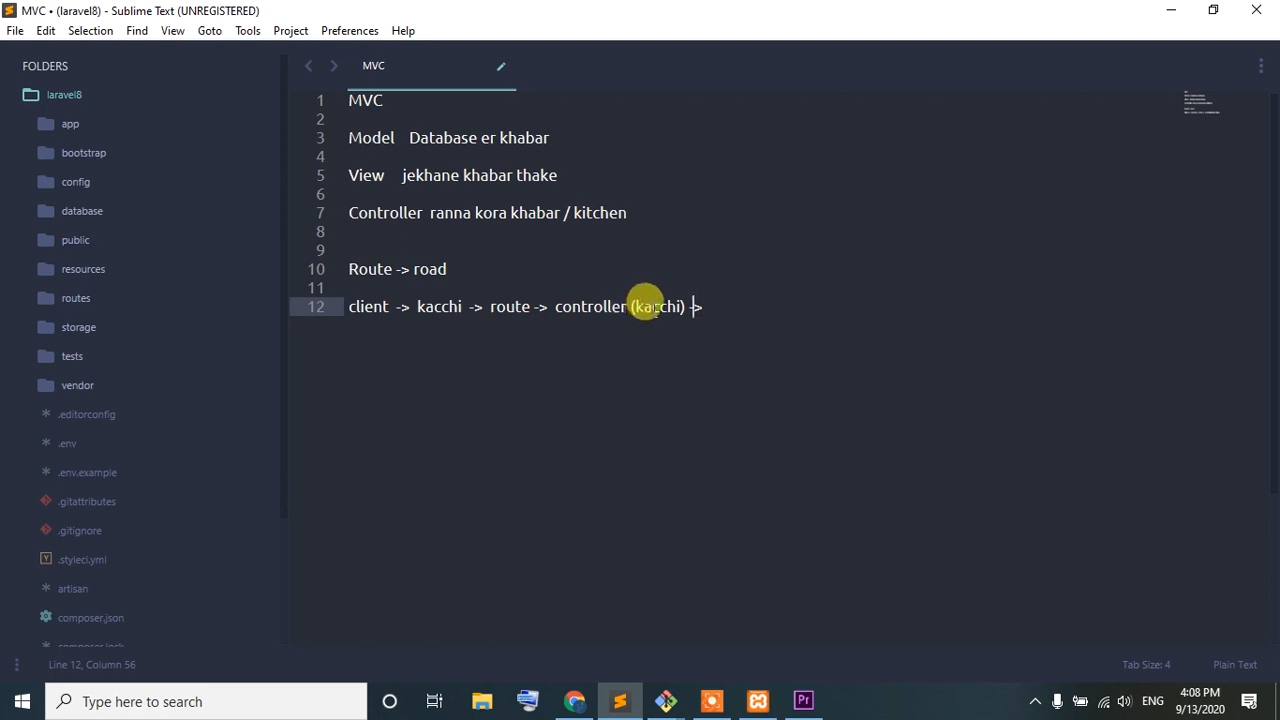 MVC • (laravel8) - Sublime Text (UNREGISTERED)
File Edit Selection Find View Goto Tools Project Preferences Help
FOLDERS
laravel8
app
bootstrap
config
database
public
resources
routes
storage
tests
vendor
.editorconfig
.env
.env.example
.gitattributes
.gitignore
.styleci.yml
artisan
composer.json
composer.lock
MVC
1 MVC
2
3 Model Database er khabar
4
5 View jekhane khabar thake
6
7 Controller ranna kora khabar / kitchen
8
9
10 Route -> road
11
12 client -> kacchi -> route -> controller (kacchi) ->
Line 12, Column 56
Tab Size: 4
Plain Text
Type here to search
Pr
ENG
4:08 PM
9/13/2020